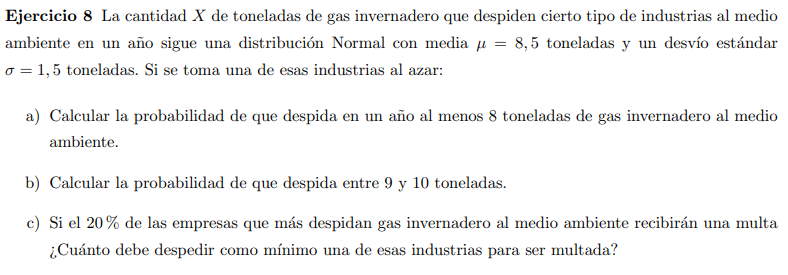 Ejercicio 8 La cantidad X de toneladas de gas invernadero que despiden cierto tipo de industrias al medio
ambiente en un año sigue una distribución Normal con media μ = 8, 5 toneladas y un desvío estándar
σ = 1, 5 toneladas. Si se toma una de esas industrias al azar:
a) Calcular la probabilidad de que despida en un año al menos 8 toneladas de gas invernadero al medio
ambiente.
b) Calcular la probabilidad de que despida entre 9 y 10 toneladas.
c) Si el 20 % de las empresas que más despidan gas invernadero al medio ambiente recibirán una multa
¿Cuánto debe despedir como mínimo una de esas industrias para ser multada?